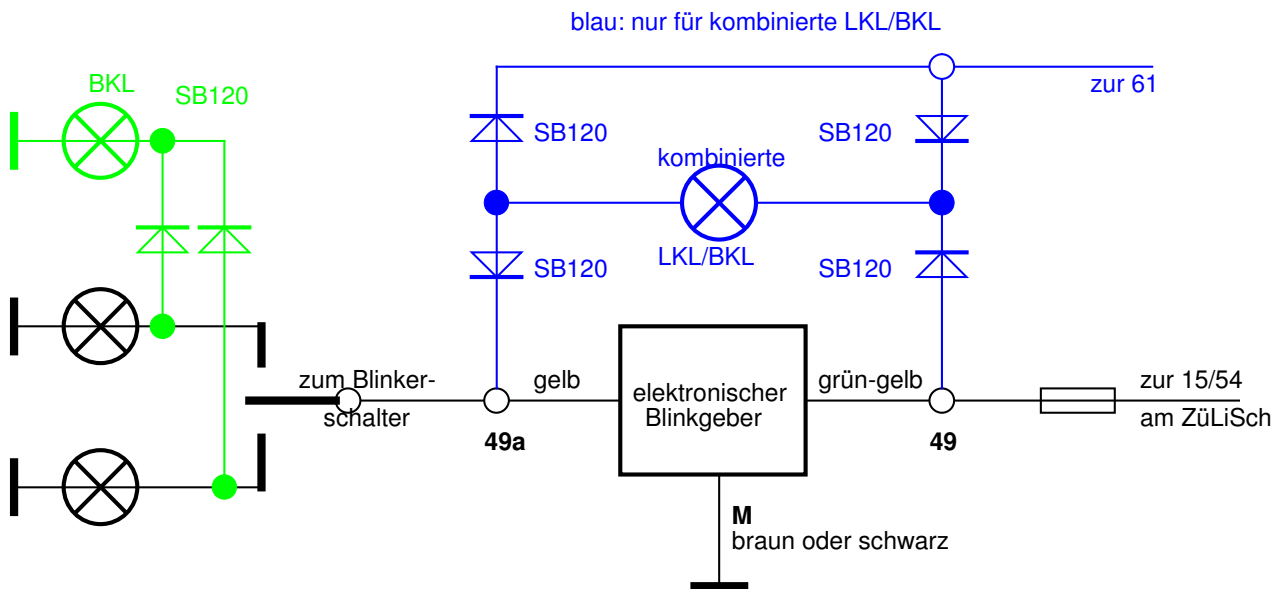 blau: nur für kombinierte LKL/BKL
BKL
SB120
zur 61
SB120
SB120
kombinierte
LKL/BKL
SB120
SB120
zum Blinker-
schalter
gelb
elektronischer
Blinkgeber
grün-gelb
zur 15/54
am ZüLiSch
49a
49
M
braun oder schwarz